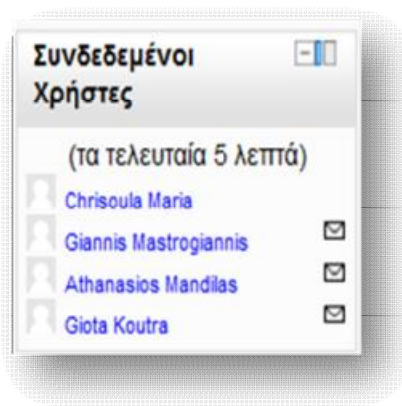 Συνδεδεμένοι
Χρήστες
(τα τελευταία 5 λεπτά)
Chrisoula Maria
Giannis Mastrogiannis
Athanasios Mandilas
Giota Koutra